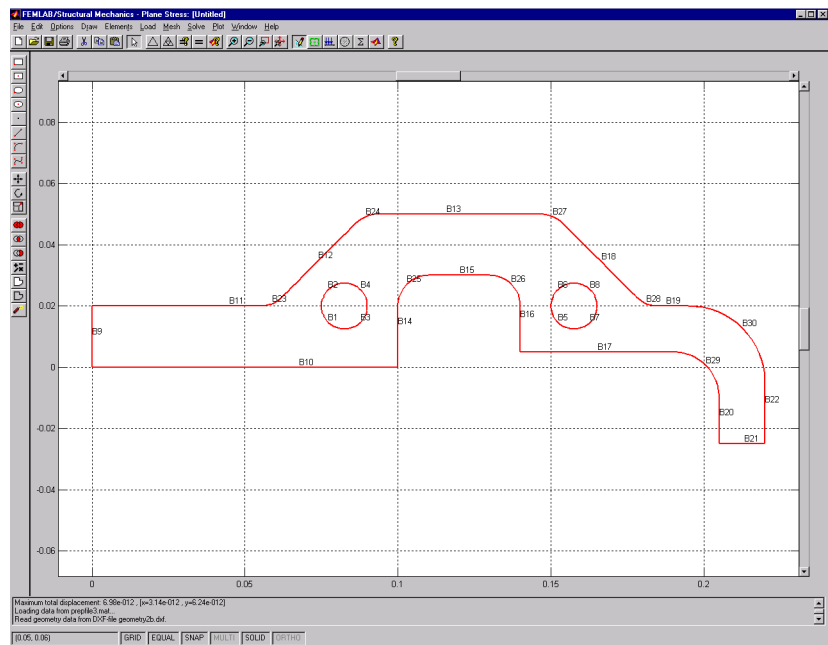 FEMLAB/Structural Mechanics - Plane Stress: [Untitled]
File Edit Options Draw Elements Load Mesh Solve Plot Window Help
0.08
0.06
0.04
0.02
0
-0.02
-0.04
-0.06
B24 B13 B27
B12 B18
B2 B4 B25 B15 B26 B6 B8
B11 B23 B28 B19
B9 B1 B3 B14 B16 B5 B7 B30
B10 B17 B29
B20 B22
B21
0 0.05 0.1 0.15 0.2
Maximum total displacement: 6.98e-012 , [x=3.14e-012 , y=6.24e-012]
Loading data from prepfile3.mat...
Read geometry data from DXF-file geometry2b.dxf.
(0.05, 0.06) GRID EQUAL SNAP MULTI SOLID ORTHO